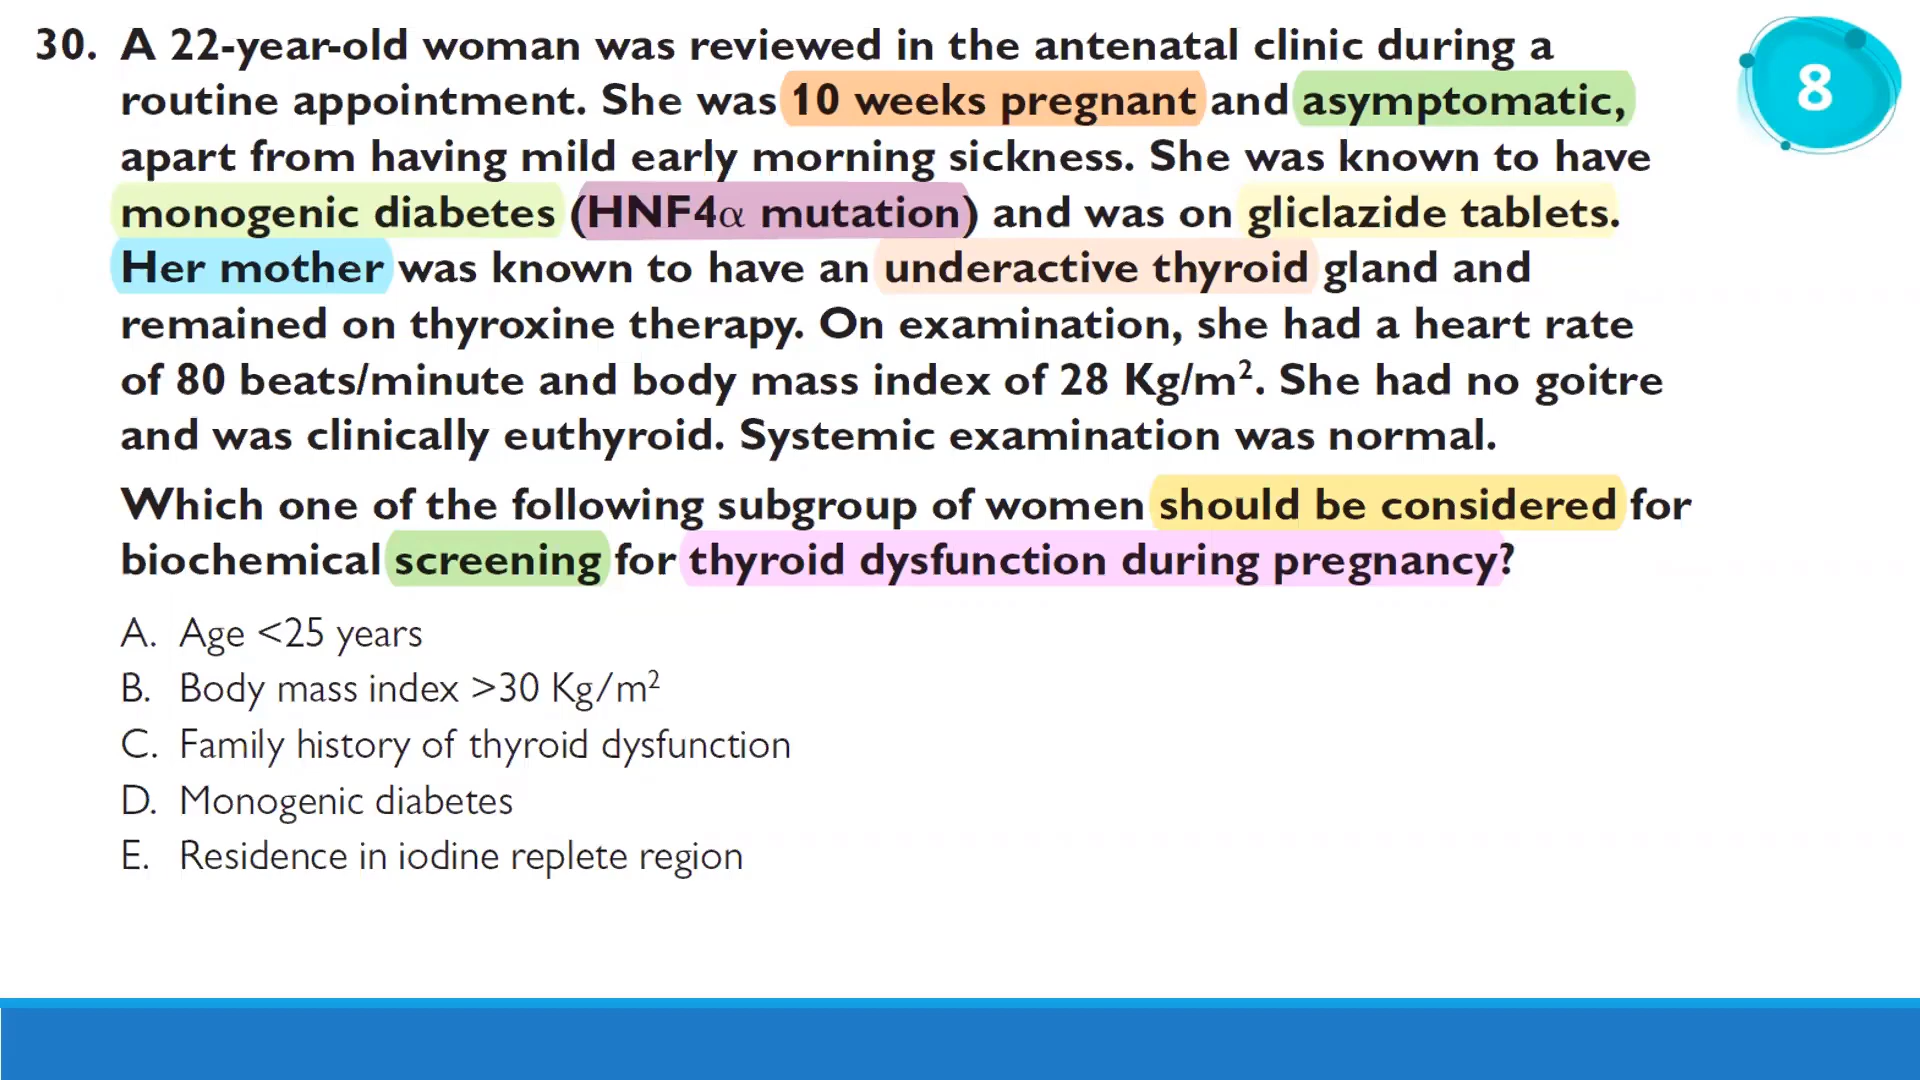 30. A 22-year-old woman was reviewed in the antenatal clinic during a
routine appointment. She was 10 weeks pregnant and asymptomatic,
apart from having mild early morning sickness. She was known to have
monogenic diabetes (HNF4α mutation) and was on gliclazide tablets.
Her mother was known to have an underactive thyroid gland and
remained on thyroxine therapy. On examination, she had a heart rate
of 80 beats/minute and body mass index of 28 Kg/m². She had no goitre
and was clinically euthyroid. Systemic examination was normal.
Which one of the following subgroup of women should be considered for
biochemical screening for thyroid dysfunction during pregnancy?
A. Age <25 years
B. Body mass index >30 Kg/m²
C. Family history of thyroid dysfunction
D. Monogenic diabetes
E. Residence in iodine replete region
8